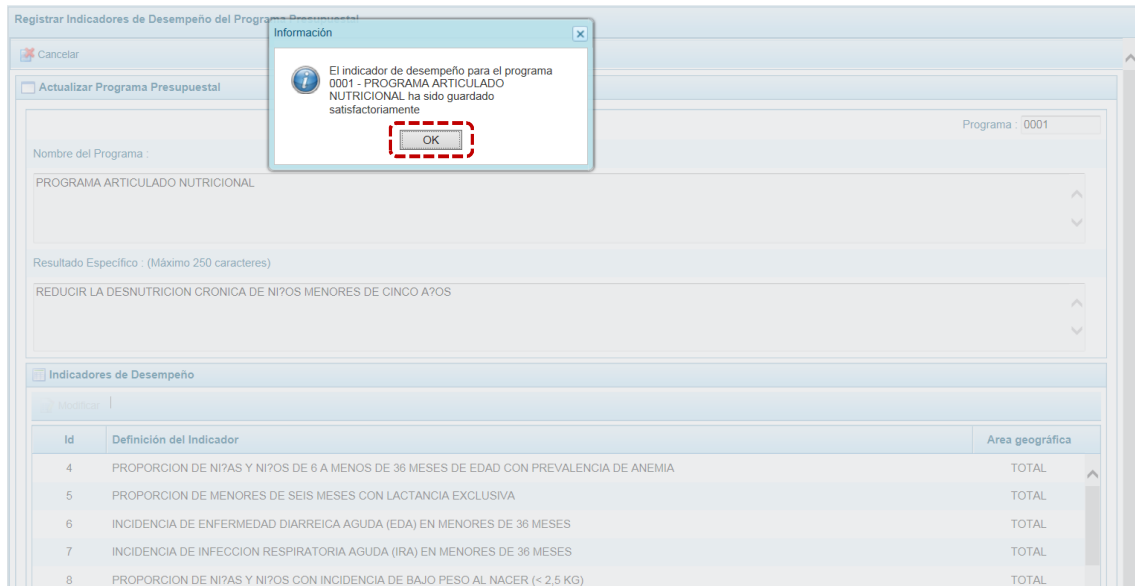 Registrar Indicadores de Desempeño del Programa Presupuestal
Información
Cancelar
El indicador de desempeño para el programa
0001 - PROGRAMA ARTICULADO
NUTRICIONAL ha sido guardado
satisfactoriamente
OK
Actualizar Programa Presupuestal
Programa : 0001
Nombre del Programa :
PROGRAMA ARTICULADO NUTRICIONAL
Resultado Específico : (Máximo 250 caracteres)
REDUCIR LA DESNUTRICION CRONICA DE NI?OS MENORES DE CINCO A?OS
Indicadores de Desempeño
Modificar
Id Definición del Indicador Area geográfica
4 PROPORCION DE NI?AS Y NI?OS DE 6 A MENOS DE 36 MESES DE EDAD CON PREVALENCIA DE ANEMIA TOTAL
5 PROPORCION DE MENORES DE SEIS MESES CON LACTANCIA EXCLUSIVA TOTAL
6 INCIDENCIA DE ENFERMEDAD DIARREICA AGUDA (EDA) EN MENORES DE 36 MESES TOTAL
7 INCIDENCIA DE INFECCION RESPIRATORIA AGUDA (IRA) EN MENORES DE 36 MESES TOTAL
8 PROPORCION DE NI?AS Y NI?OS CON INCIDENCIA DE BAJO PESO AL NACER (< 2,5 KG) TOTAL